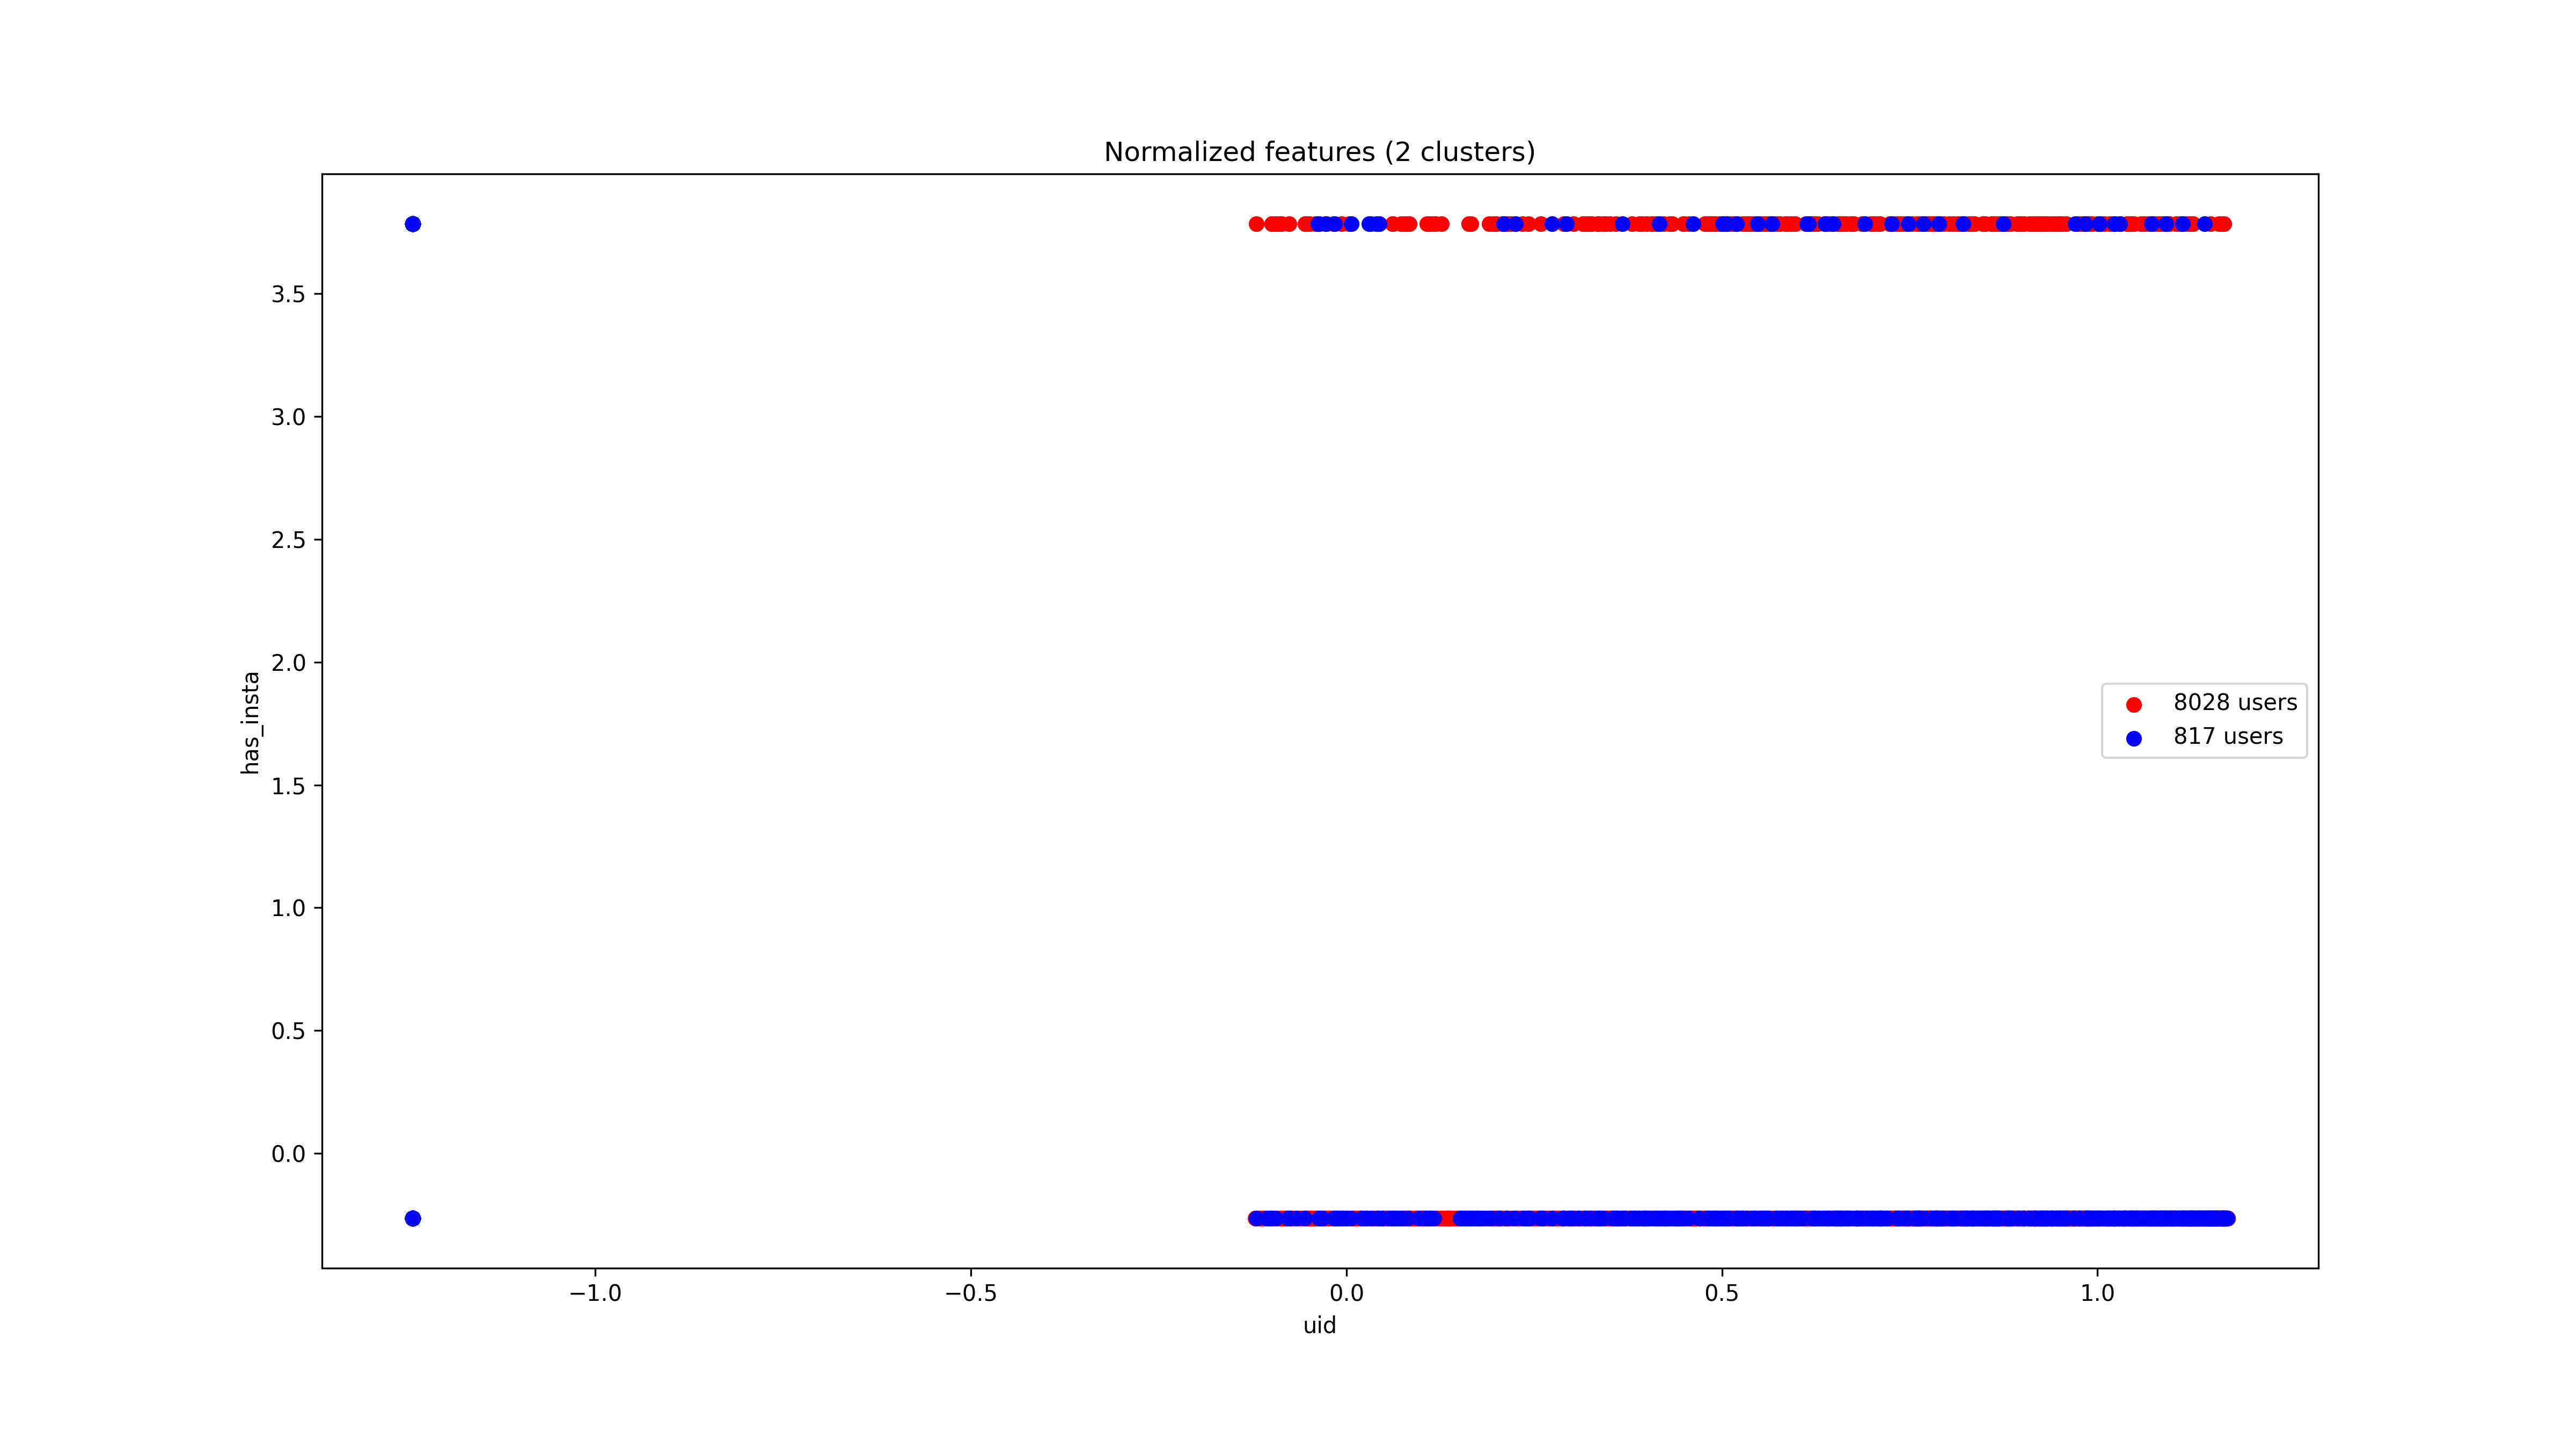 Normalized features (2 clusters)
3.5
3.0
2.5
2.0
1.5
1.0
0.5
0.0
has_insta
8028 users
817 users
−1.0
−0.5
0.0
0.5
1.0
uid